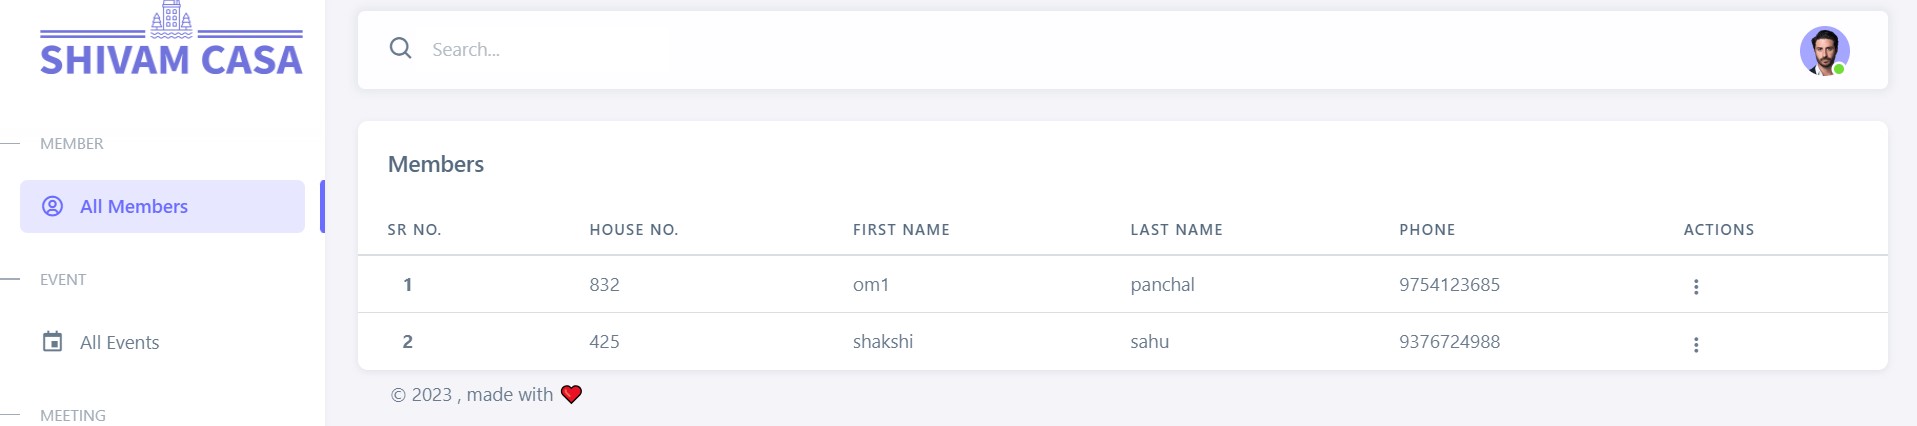 SHIVAM CASA
MEMBER
All Members
EVENT
All Events
MEETING
Search...
Members
SR NO. HOUSE NO. FIRST NAME LAST NAME PHONE ACTIONS
1 832 om1 panchal 9754123685
2 425 shakshi sahu 9376724988
© 2023 , made with ❤️